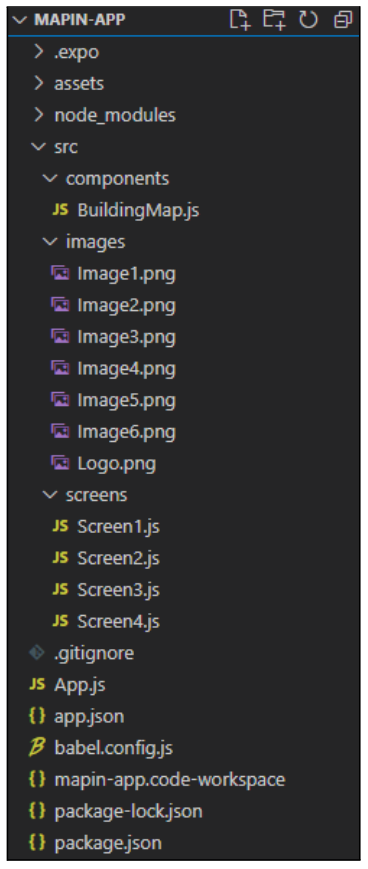 MAPIN-APP
.expo
assets
node_modules
src
components
JS BuildingMap.js
images
Image1.png
Image2.png
Image3.png
Image4.png
Image5.png
Image6.png
Logo.png
screens
JS Screen1.js
JS Screen2.js
JS Screen3.js
JS Screen4.js
.gitignore
JS App.js
{} app.json
babel.config.js
{} mapin-app.code-workspace
{} package-lock.json
{} package.json